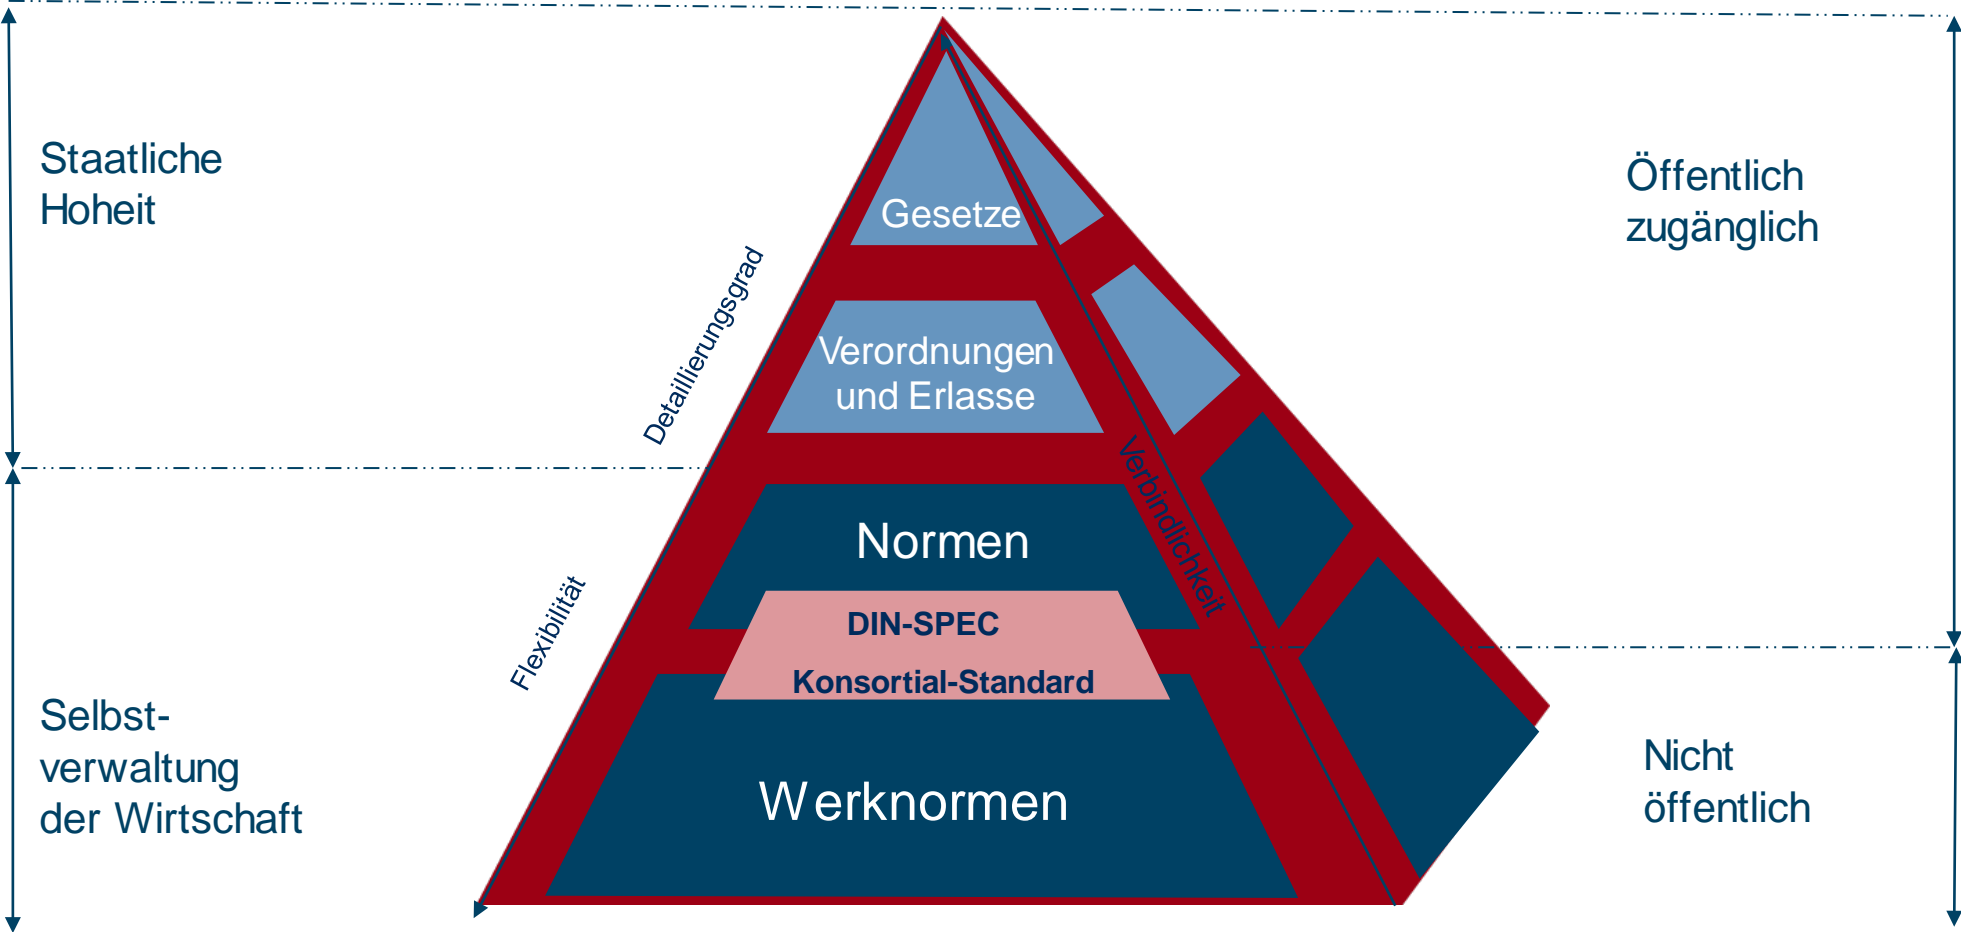 Staatliche
Hoheit
Öffentlich
zugänglich
Gesetze
Detaillierungsgrad
Verordnungen
und Erlasse
Verbindlichkeit
Normen
Flexibilität
DIN-SPEC
Konsortial-Standard
Selbst-
verwaltung
der Wirtschaft
Werknormen
Nicht
öffentlich